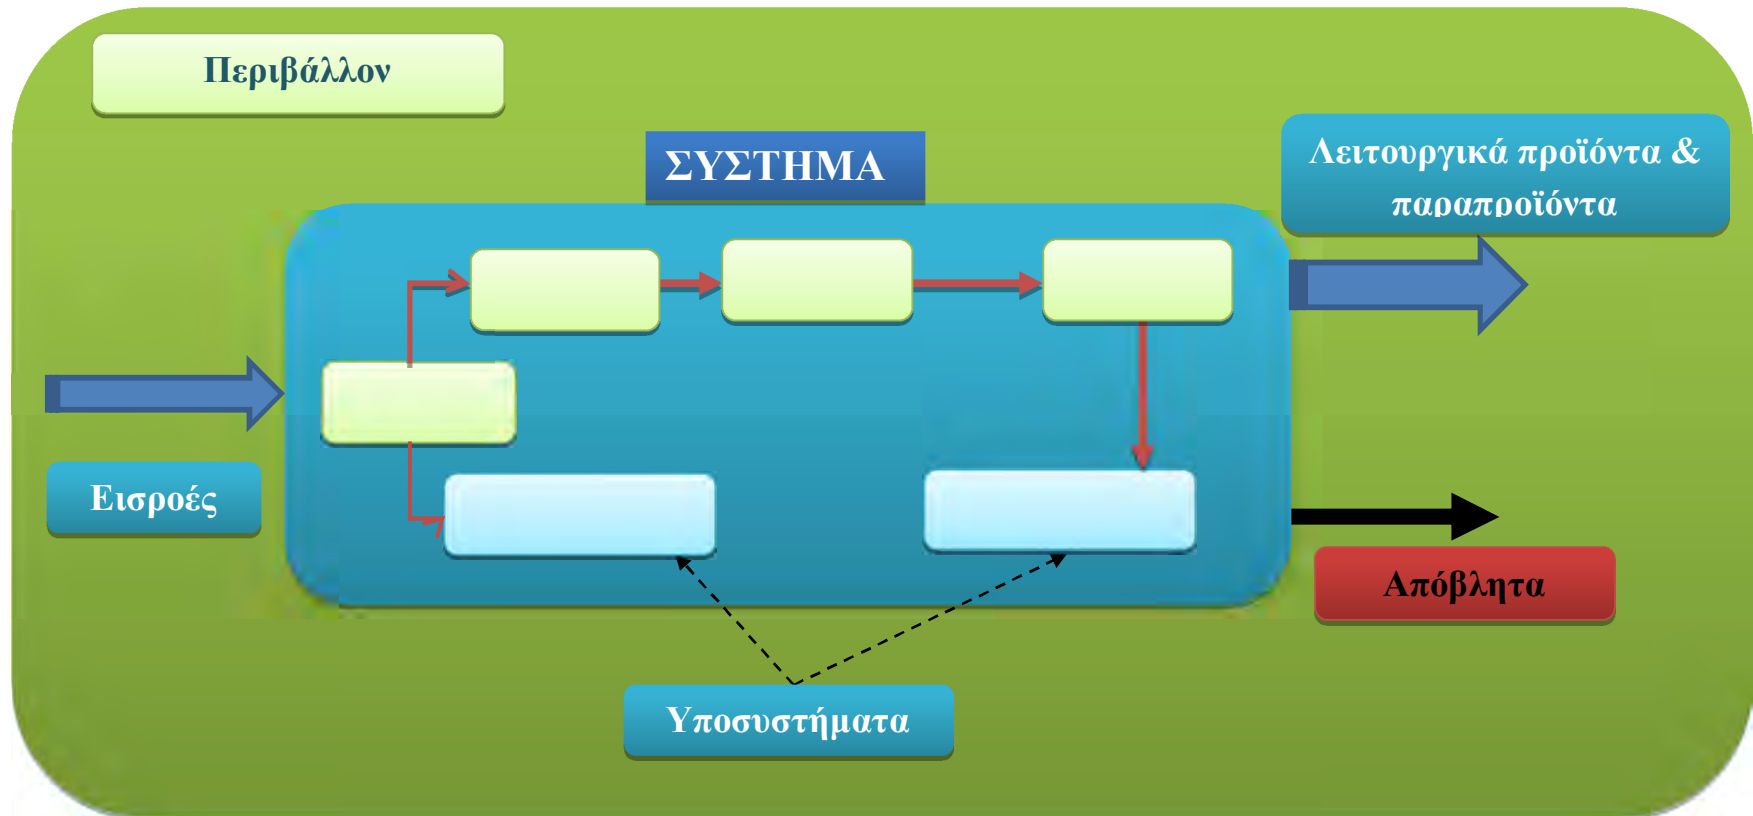 Περιβάλλον
ΣΥΣΤΗΜΑ
Λειτουργικά προϊόντα &
παραπροϊόντα
Εισροές
Απόβλητα
Υποσυστήματα